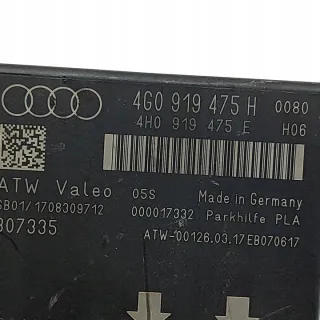 4G0 919 475 H 0080
4H0 919 475 E H06
ATW Valeo 05S Made in Germany
SB01/1708309712 000017332 Parkhilfe PLA
307335 ATW-00126.03.17EB070617